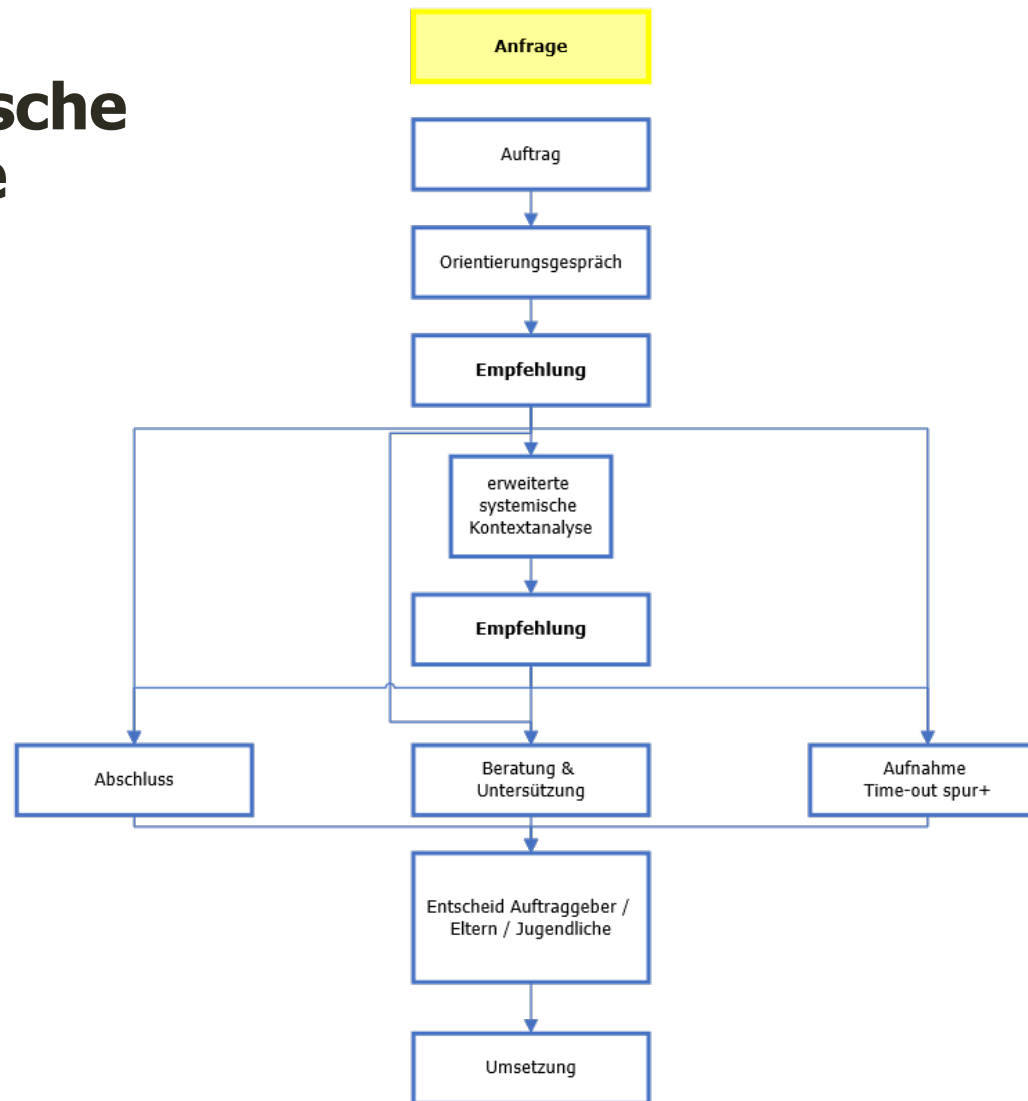 sche
e
Anfrage
Auftrag
Orientierungsgespräch
Empfehlung
erweiterte
systemische
Kontextanalyse
Empfehlung
Abschluss
Beratung &
Untersützung
Aufnahme
Time-out spur+
Entscheid Auftraggeber /
Eltern / Jugendliche
Umsetzung